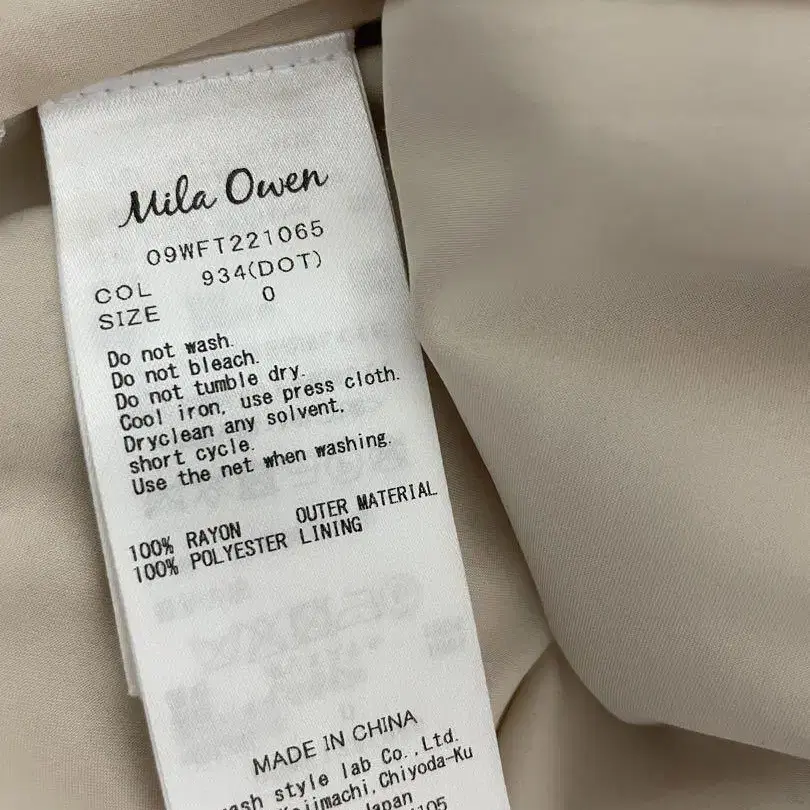 Mila Owen
09WFT221065
COL 934(DOT)
SIZE 0
Do not wash.
Do not bleach.
Do not tumble dry.
Cool iron, use press cloth.
Dryclean any solvent,
short cycle.
Use the net when washing.
100% RAYON OUTER MATERIAL
100% POLYESTER LINING
MADE IN CHINA
style lab Co.,Ltd.
Chiyoda-Ku